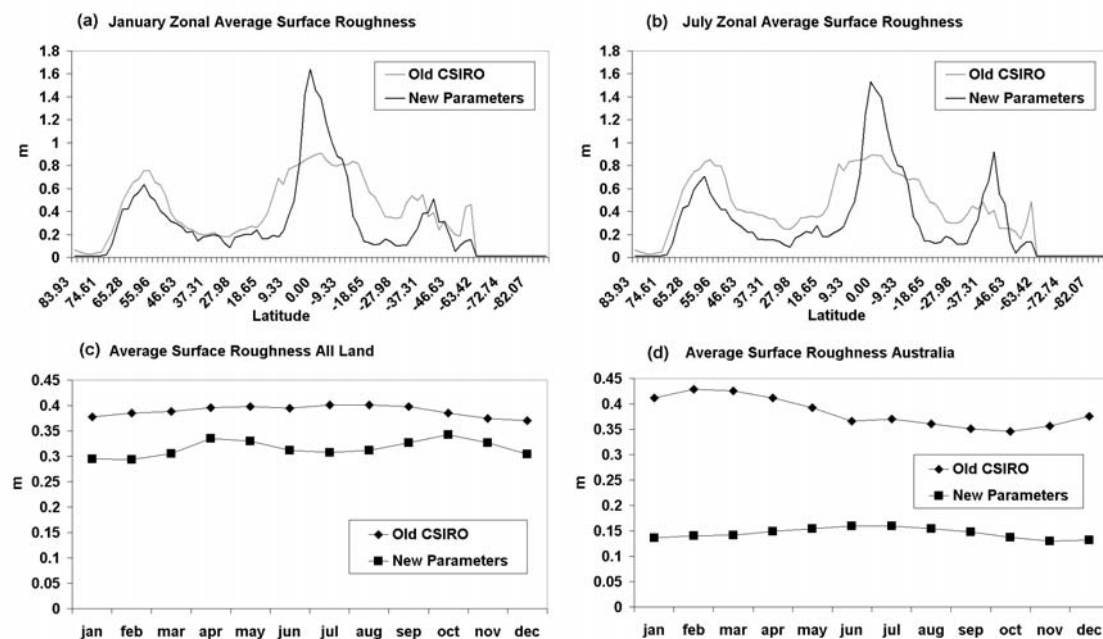 (a) January Zonal Average Surface Roughness
1.8
1.6
1.4
1.2
1
0.8
0.6
0.4
0.2
0
m
Old CSIRO
New Parameters
83.93 74.61 65.28 55.96 46.63 37.31 27.98 18.65 9.33 0.00 -9.33 -18.65 -27.98 -37.31 -46.63 -63.42 -72.74 -82.07
Latitude
(b) July Zonal Average Surface Roughness
1.8
1.6
1.4
1.2
1
0.8
0.6
0.4
0.2
0
m
Old CSIRO
New Parameters
83.93 74.61 65.28 55.96 46.63 37.31 27.98 18.65 9.33 0.00 -9.33 -18.65 -27.98 -37.31 -46.63 -63.42 -72.74 -82.07
Latitude
(c) Average Surface Roughness All Land
0.45
0.4
0.35
0.3
0.25
0.2
0.15
0.1
0.05
0
m
Old CSIRO
New Parameters
jan feb mar apr may jun jul aug sep oct nov dec
(d) Average Surface Roughness Australia
0.45
0.4
0.35
0.3
0.25
0.2
0.15
0.1
0.05
0
m
Old CSIRO
New Parameters
jan feb mar apr may jun jul aug sep oct nov dec